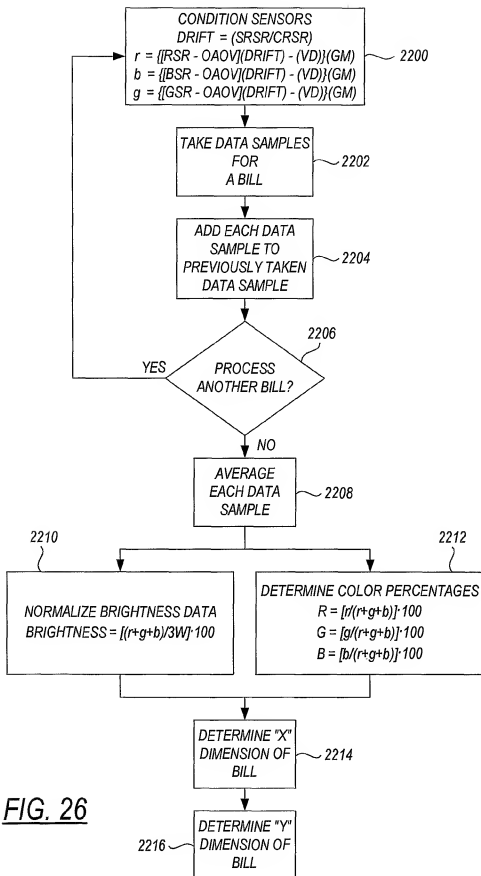 CONDITION SENSORS
DRIFT = (SRSR/CRSR)
r = {[RSR - OAOV](DRIFT) - (VD)}(GM)
b = {[BSR - OAOV](DRIFT) - (VD)}(GM)
g = {[GSR - OAOV](DRIFT) - (VD)}(GM)
2200
TAKE DATA SAMPLES
FOR
A BILL
2202
ADD EACH DATA
SAMPLE TO
PREVIOUSLY TAKEN
DATA SAMPLE
2204
2206
YES
PROCESS
ANOTHER BILL?
NO
AVERAGE
EACH DATA
SAMPLE
2208
2210
NORMALIZE BRIGHTNESS DATA
BRIGHTNESS = [(r+g+b)/3W]·100
2212
DETERMINE COLOR PERCENTAGES
R = [r/(r+g+b)]·100
G = [g/(r+g+b)]·100
B = [b/(r+g+b)]·100
DETERMINE "X"
DIMENSION OF
BILL
2214
FIG. 26
2216
DETERMINE "Y"
DIMENSION OF
BILL